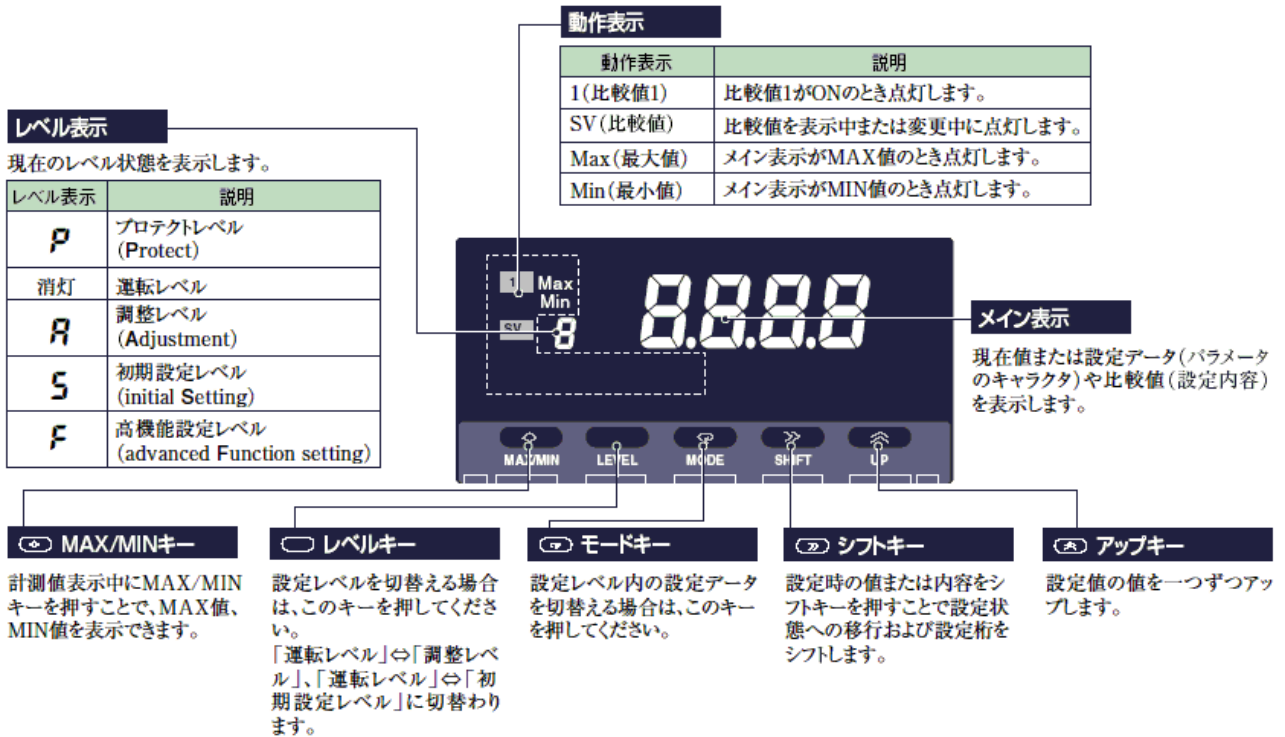 動作表示
動作表示 説明
1(比較値1) 比較値1がONのとき点灯します。
SV(比較値) 比較値を表示中または変更中に点灯します。
Max(最大値) メイン表示がMAX値のとき点灯します。
Min(最小値) メイン表示がMIN値のとき点灯します。
レベル表示
現在のレベル状態を表示します。
レベル表示 説明
P プロテクトレベル
(Protect)
消灯 運転レベル
A 調整レベル
(Adjustment)
S 初期設定レベル
(initial Setting)
F 高機能設定レベル
(advanced Function setting)
1 Max
Min
SV 8 8.8.8.8
メイン表示
現在値または設定データ(パラメータ
のキャラクタ)や比較値(設定内容)
を表示します。
MAX/MIN LEVEL MODE SHIFT UP
MAX/MINキー
計測値表示中にMAX/MIN
キーを押すことで、MAX値、
MIN値を表示できます。
レベルキー
設定レベルを切替える場合
は、このキーを押してくださ
い。
「運転レベル」⇔「調整レベ
ル」、「運転レベル」⇔「初
期設定レベル」に切替わり
ます。
モードキー
設定レベル内の設定データ
を切替える場合は、このキー
を押してください。
シフトキー
設定時の値または内容をシ
フトキーを押すことで設定状
態への移行および設定桁を
シフトします。
アップキー
設定値の値を一つずつアッ
プします。